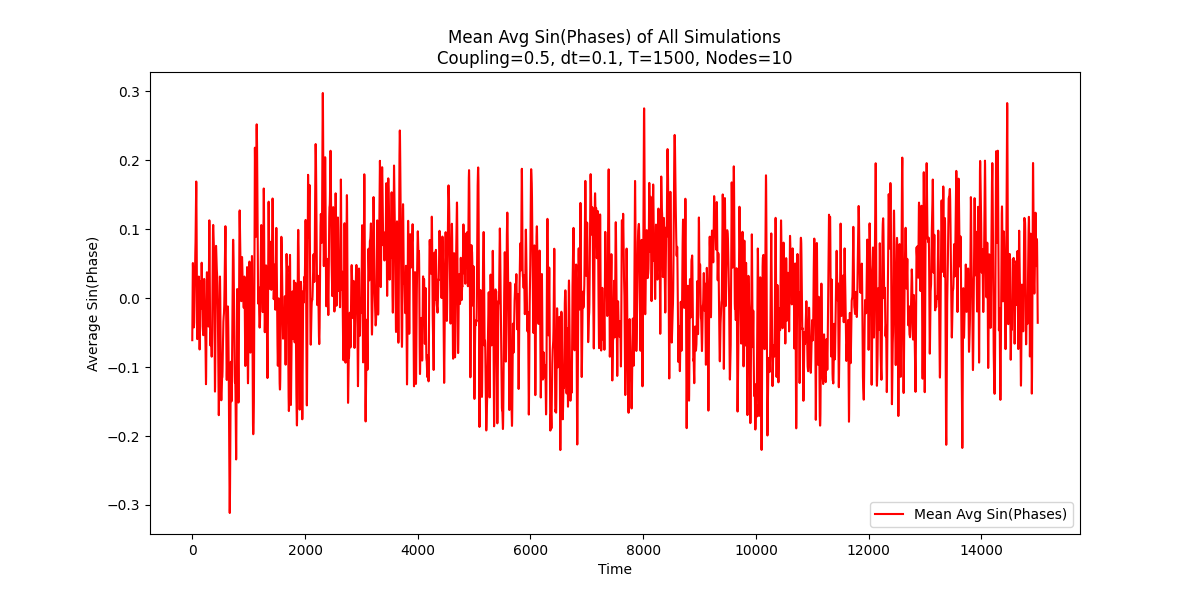 Mean Avg Sin(Phases) of All Simulations
Coupling=0.5, dt=0.1, T=1500, Nodes=10
Average Sin(Phase)
0.3
0.2
0.1
0.0
−0.1
−0.2
−0.3
Mean Avg Sin(Phases)
0 2000 4000 6000 8000 10000 12000 14000
Time